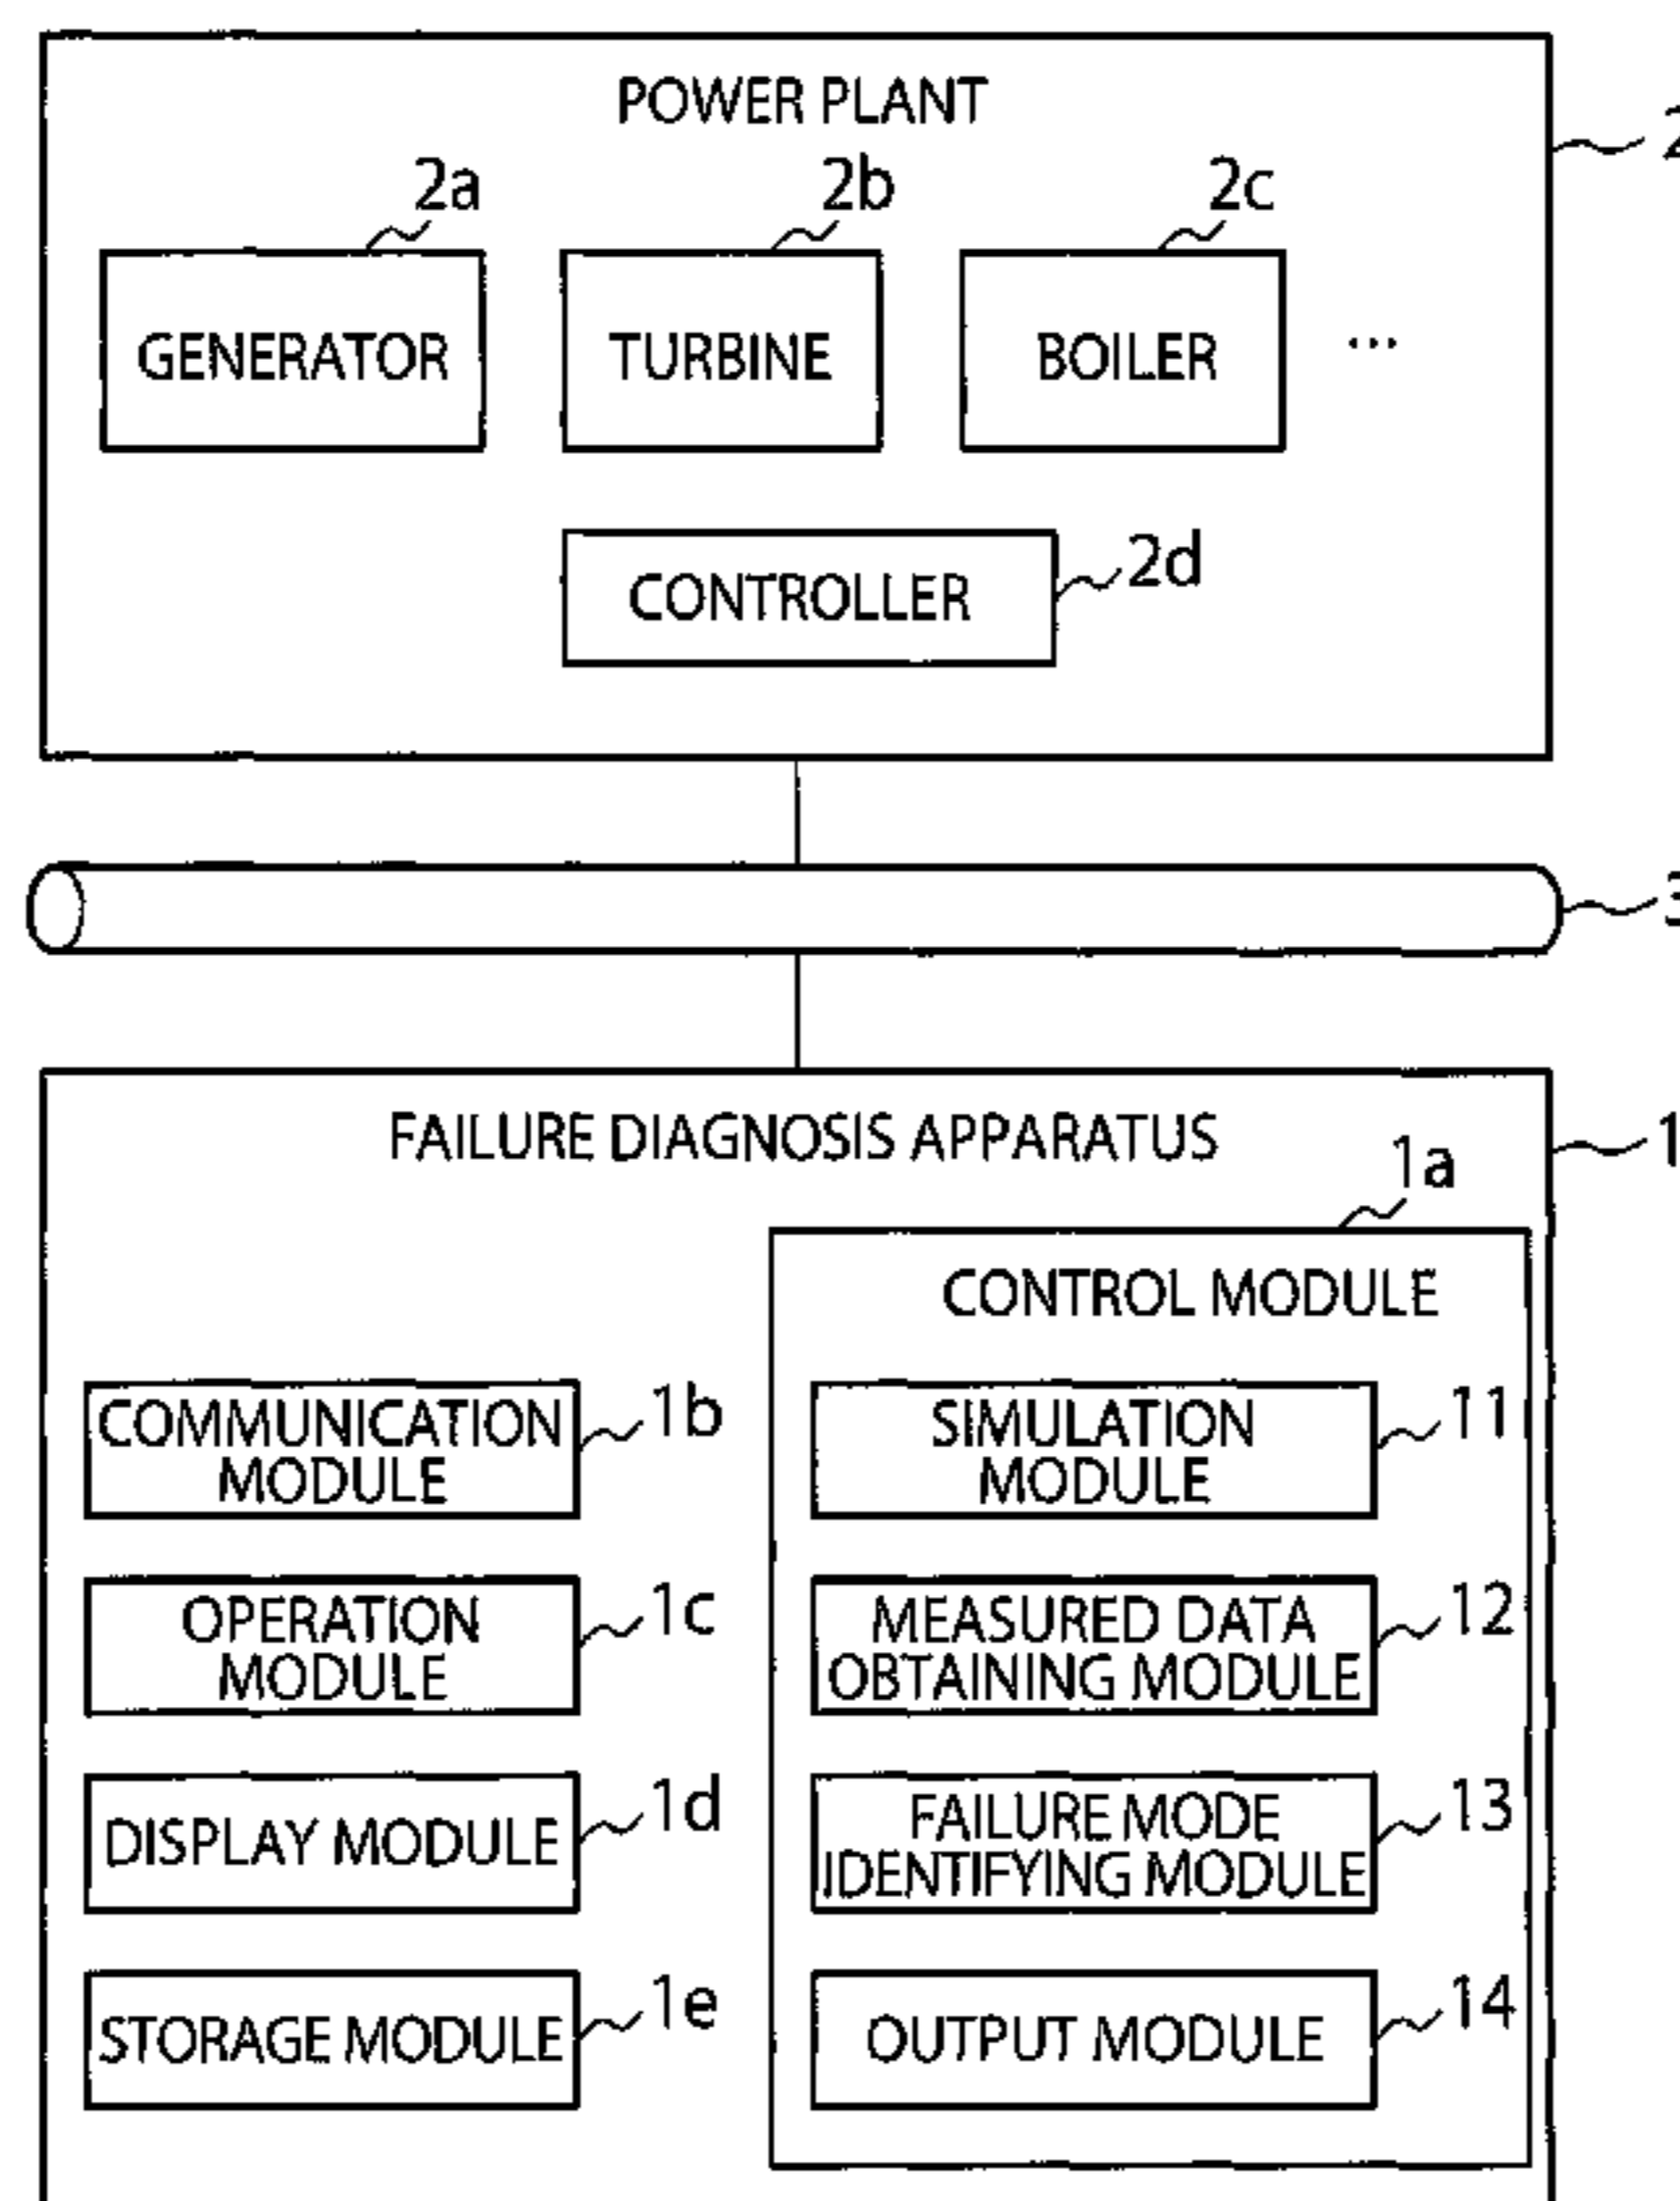 POWER PLANT
2
2a
2b
2c
GENERATOR
TURBINE
BOILER
...
CONTROLLER
2d
3
FAILURE DIAGNOSIS APPARATUS
1
1a
CONTROL MODULE
COMMUNICATION
MODULE
1b
SIMULATION
MODULE
11
OPERATION
MODULE
1c
MEASURED DATA
OBTAINING MODULE
12
DISPLAY MODULE
1d
FAILURE MODE
IDENTIFYING MODULE
13
STORAGE MODULE
1e
OUTPUT MODULE
14